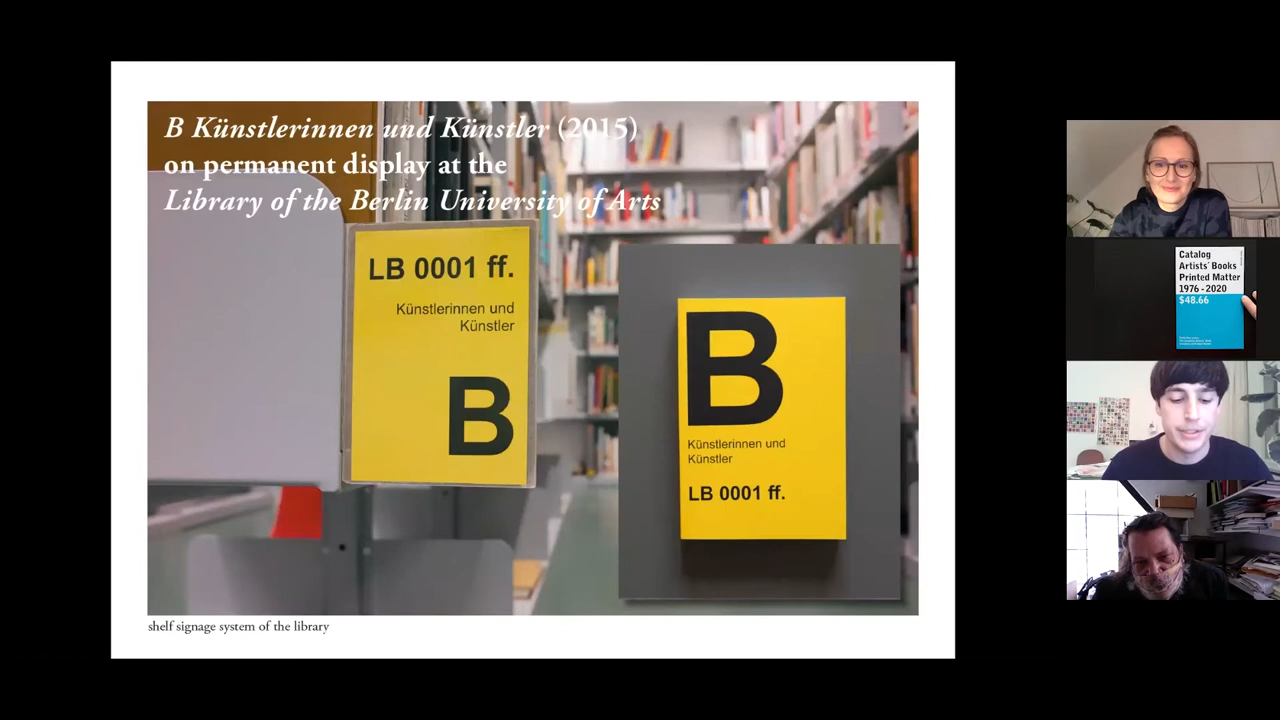 B Künstlerinnen und Künstler (2015)
on permanent display at the
Library of the Berlin University of Arts
LB 0001 ff.
Künstlerinnen und
Künstler
B
B
Künstlerinnen und
Künstler
LB 0001 ff.
shelf signage system of the library
Catalog
Artists' Books
Printed Matter
1976 - 2020
$48.66